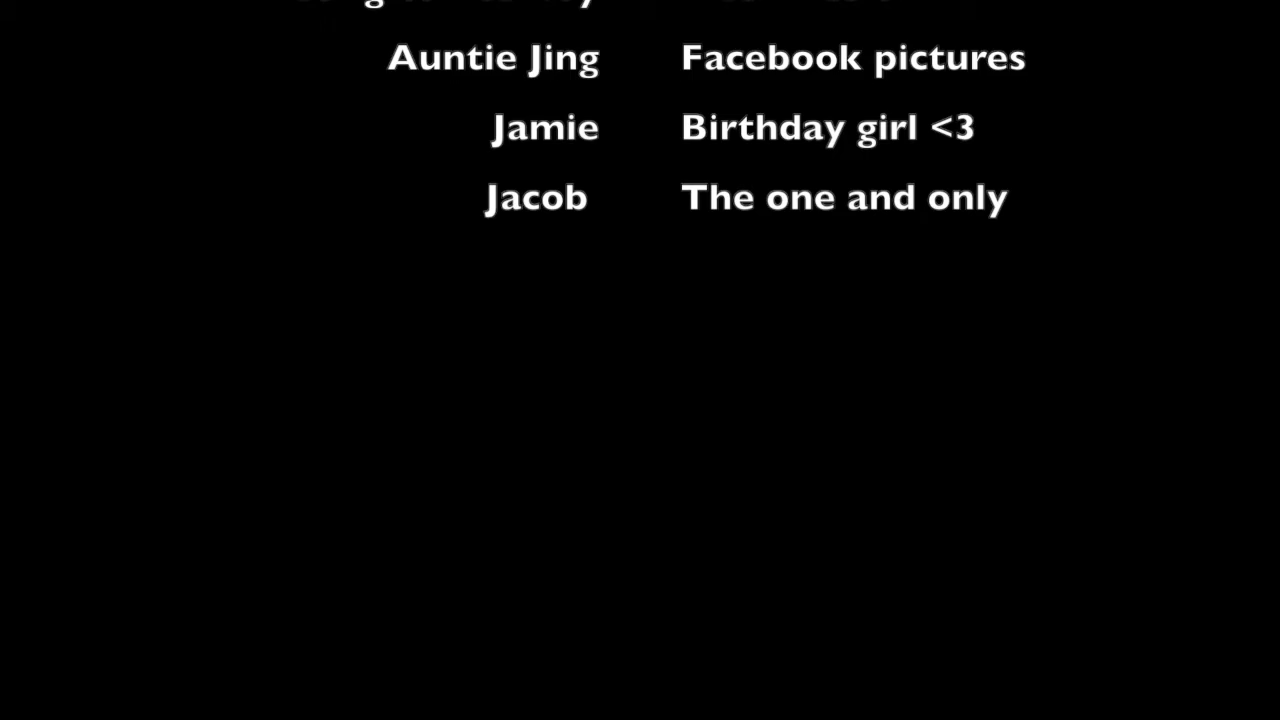 Auntie Jing Facebook pictures
Jamie Birthday girl <3
Jacob The one and only